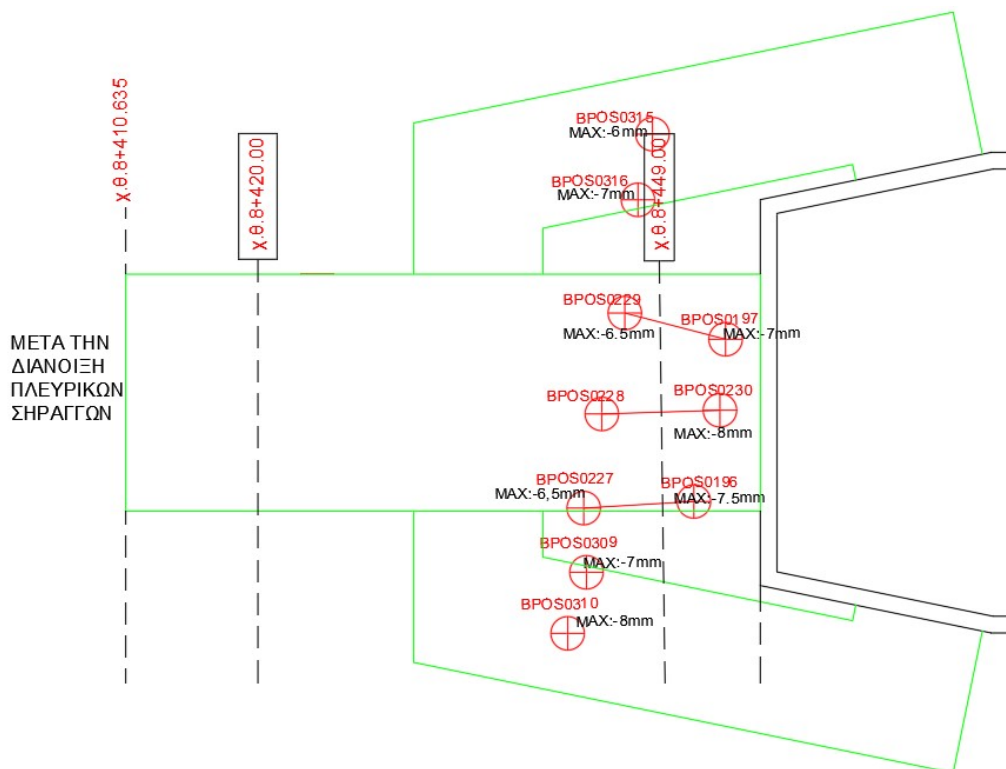 χ.θ.8+410.635
χ.θ.8+420.00
χ.θ.8+449.00
BPOS0315
MAX:-6mm
BPOS0316
MAX:-7mm
BPOS0229
MAX:-6.5mm
BPOS0197
MAX:-7mm
ΜΕΤΑ ΤΗΝ
ΔΙΑΝΟΙΞΗ
ΠΛΕΥΡΙΚΩΝ
ΣΗΡΑΓΓΩΝ
BPOS0228
BPOS0230
MAX:-8mm
BPOS0227
MAX:-6,5mm
BPOS0196
MAX:-7.5mm
BPOS0309
MAX:-7mm
BPOS0310
MAX:-8mm